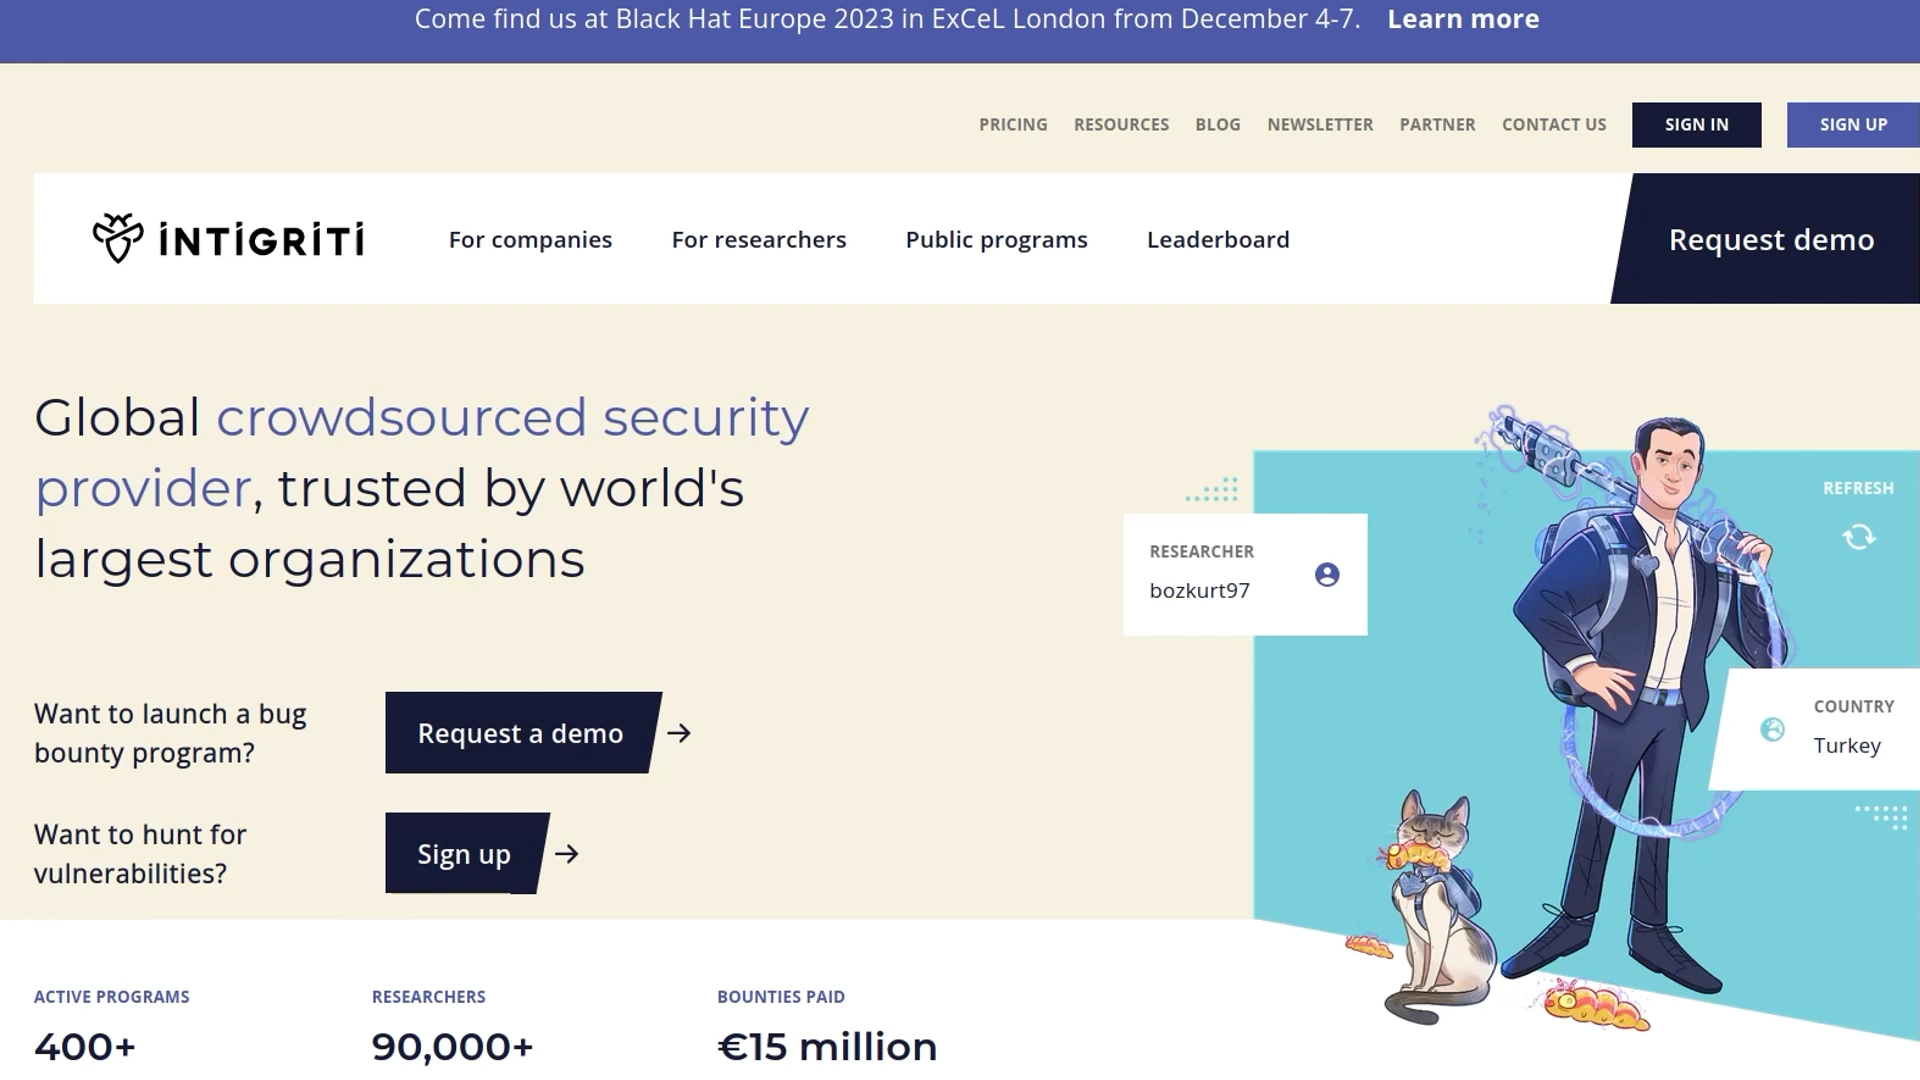 Come find us at Black Hat Europe 2023 in ExCeL London from December 4-7. Learn more
PRICING RESOURCES BLOG NEWSLETTER PARTNER CONTACT US SIGN IN SIGN UP
INTIGRITI For companies For researchers Public programs Leaderboard Request demo
Global crowdsourced security
provider, trusted by world's
largest organizations
REFRESH
RESEARCHER
bozkurt97
COUNTRY
Turkey
Want to launch a bug
bounty program?
Request a demo
Want to hunt for
vulnerabilities?
Sign up
ACTIVE PROGRAMS
400+
RESEARCHERS
90,000+
BOUNTIES PAID
€15 million